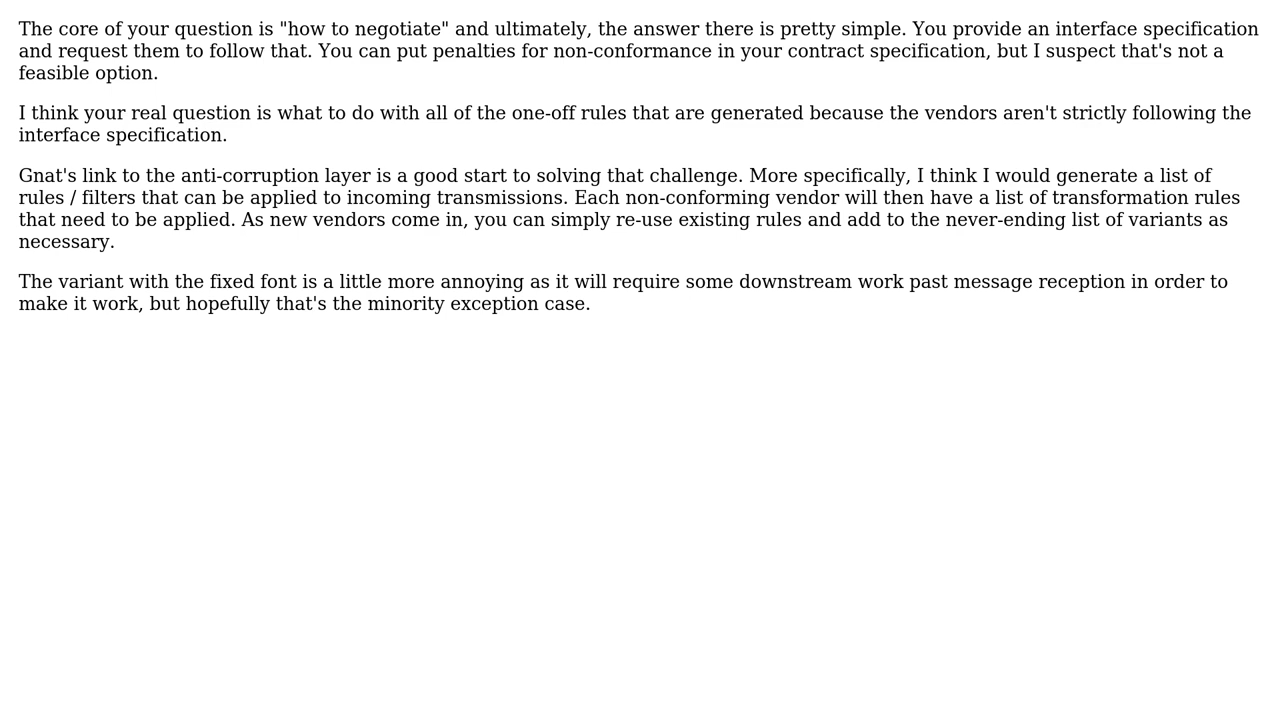 The core of your question is "how to negotiate" and ultimately, the answer there is pretty simple. You provide an interface specification
and request them to follow that. You can put penalties for non-conformance in your contract specification, but I suspect that's not a
feasible option.
I think your real question is what to do with all of the one-off rules that are generated because the vendors aren't strictly following the
interface specification.
Gnat's link to the anti-corruption layer is a good start to solving that challenge. More specifically, I think I would generate a list of
rules / filters that can be applied to incoming transmissions. Each non-conforming vendor will then have a list of transformation rules
that need to be applied. As new vendors come in, you can simply re-use existing rules and add to the never-ending list of variants as
necessary.
The variant with the fixed font is a little more annoying as it will require some downstream work past message reception in order to
make it work, but hopefully that's the minority exception case.